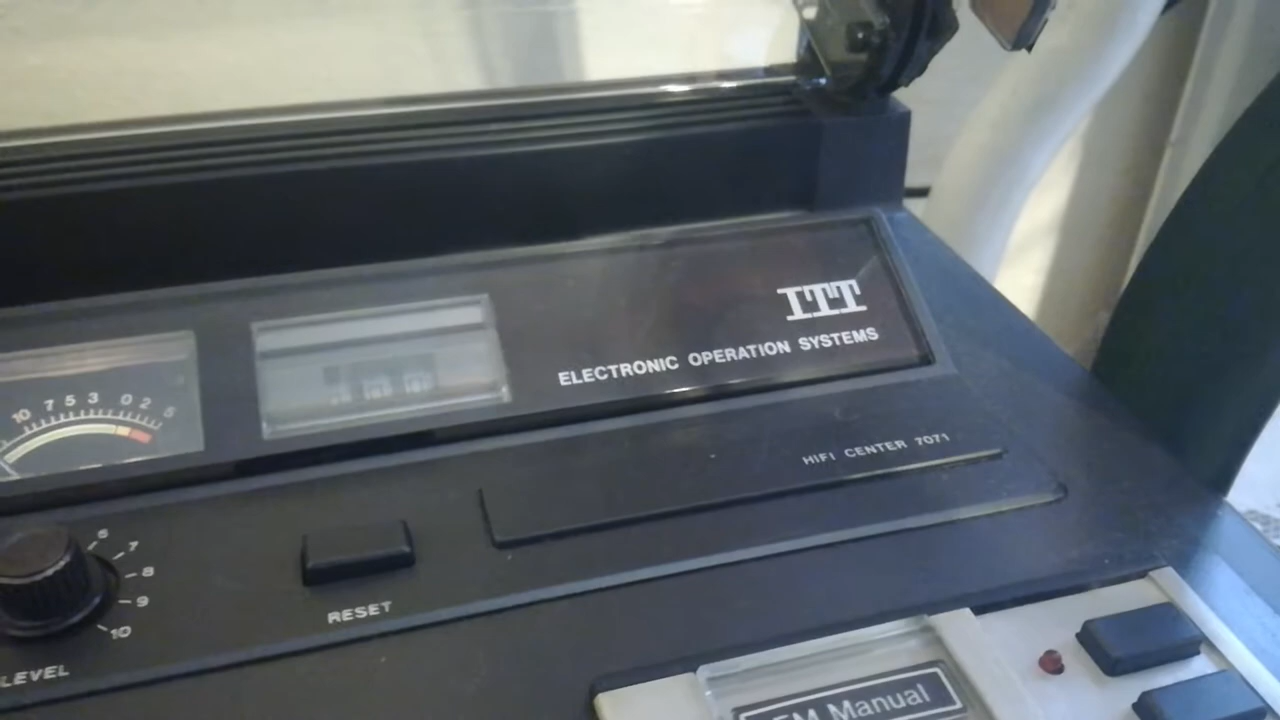 ITT
ELECTRONIC OPERATION SYSTEMS
10 7 5 3 0 2 5
HIFI CENTER 7071
6
7
8
9
10
RESET
LEVEL
FM Manual